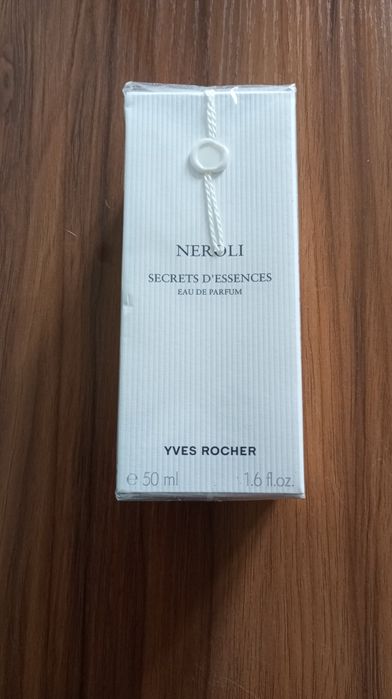 NEROLI
SECRETS D'ESSENCES
EAU DE PARFUM
YVES ROCHER
e 50 ml 1.6 fl.oz.